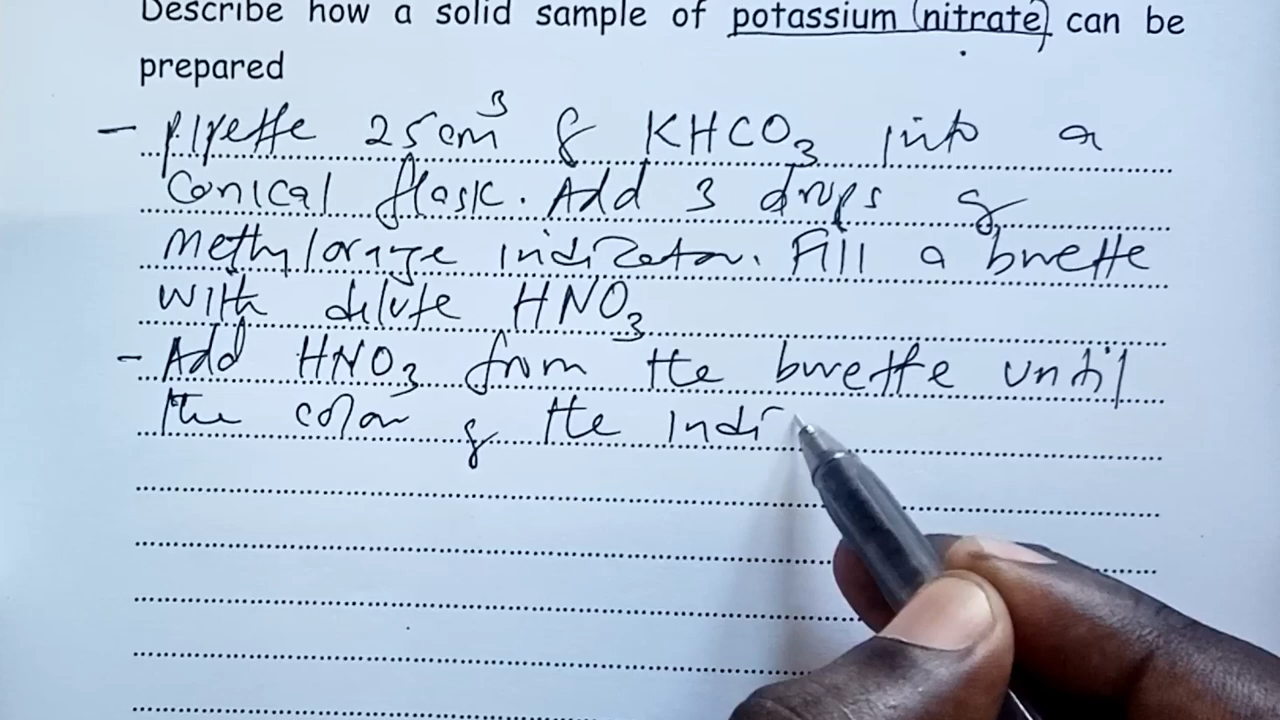 Describe how a solid sample of potassium (nitrate) can be
prepared
- Pipette 25cm³ of KHCO₃ into a
Conical flask. Add 3 drops of
Methylorange indicator. Fill a burette
with dilute HNO₃
- Add HNO₃ from the burette until
the colour of the Indi